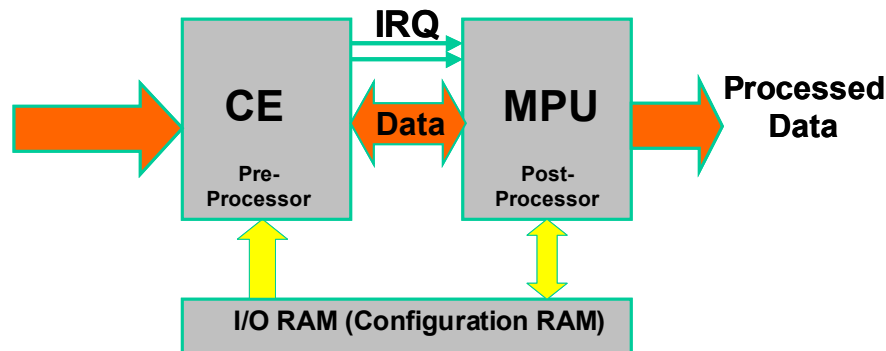 IRQ
CE
Data
MPU
Processed
Data
Pre-
Processor
Post-
Processor
I/O RAM (Configuration RAM)